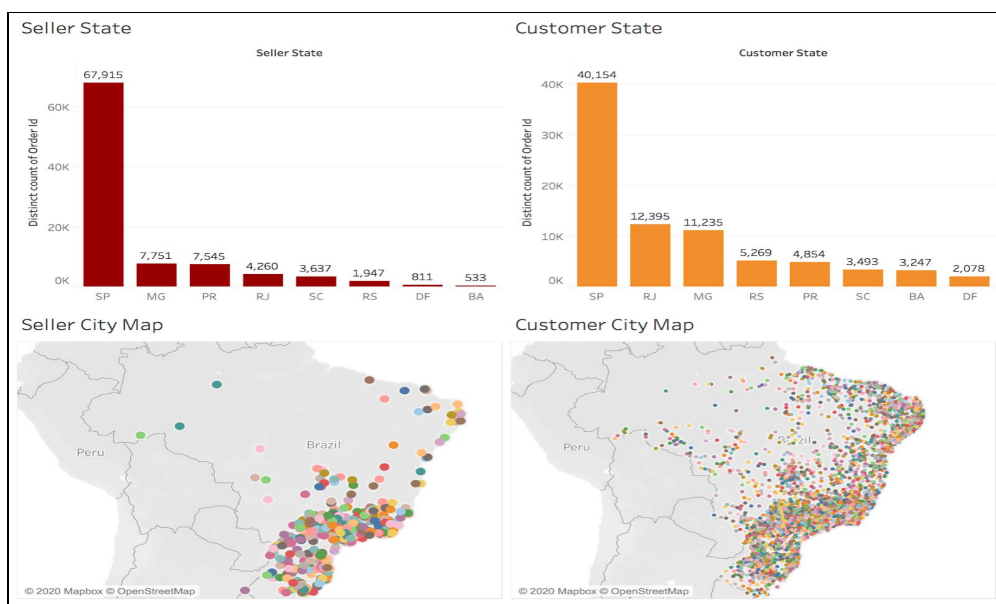 Seller State
Seller State
67,915
60K
40K
20K
0K
Distinct count of Order Id
7,751
7,545
4,260
3,637
1,947
811
533
SP MG PR RJ SC RS DF BA
Customer State
Customer State
40,154
40K
30K
20K
10K
0K
Distinct count of Order Id
12,395
11,235
5,269
4,854
3,493
3,247
2,078
SP RJ MG RS PR SC BA DF
Seller City Map
Peru
Brazil
© 2020 Mapbox © OpenStreetMap
Customer City Map
Peru
Brazil
© 2020 Mapbox © OpenStreetMap